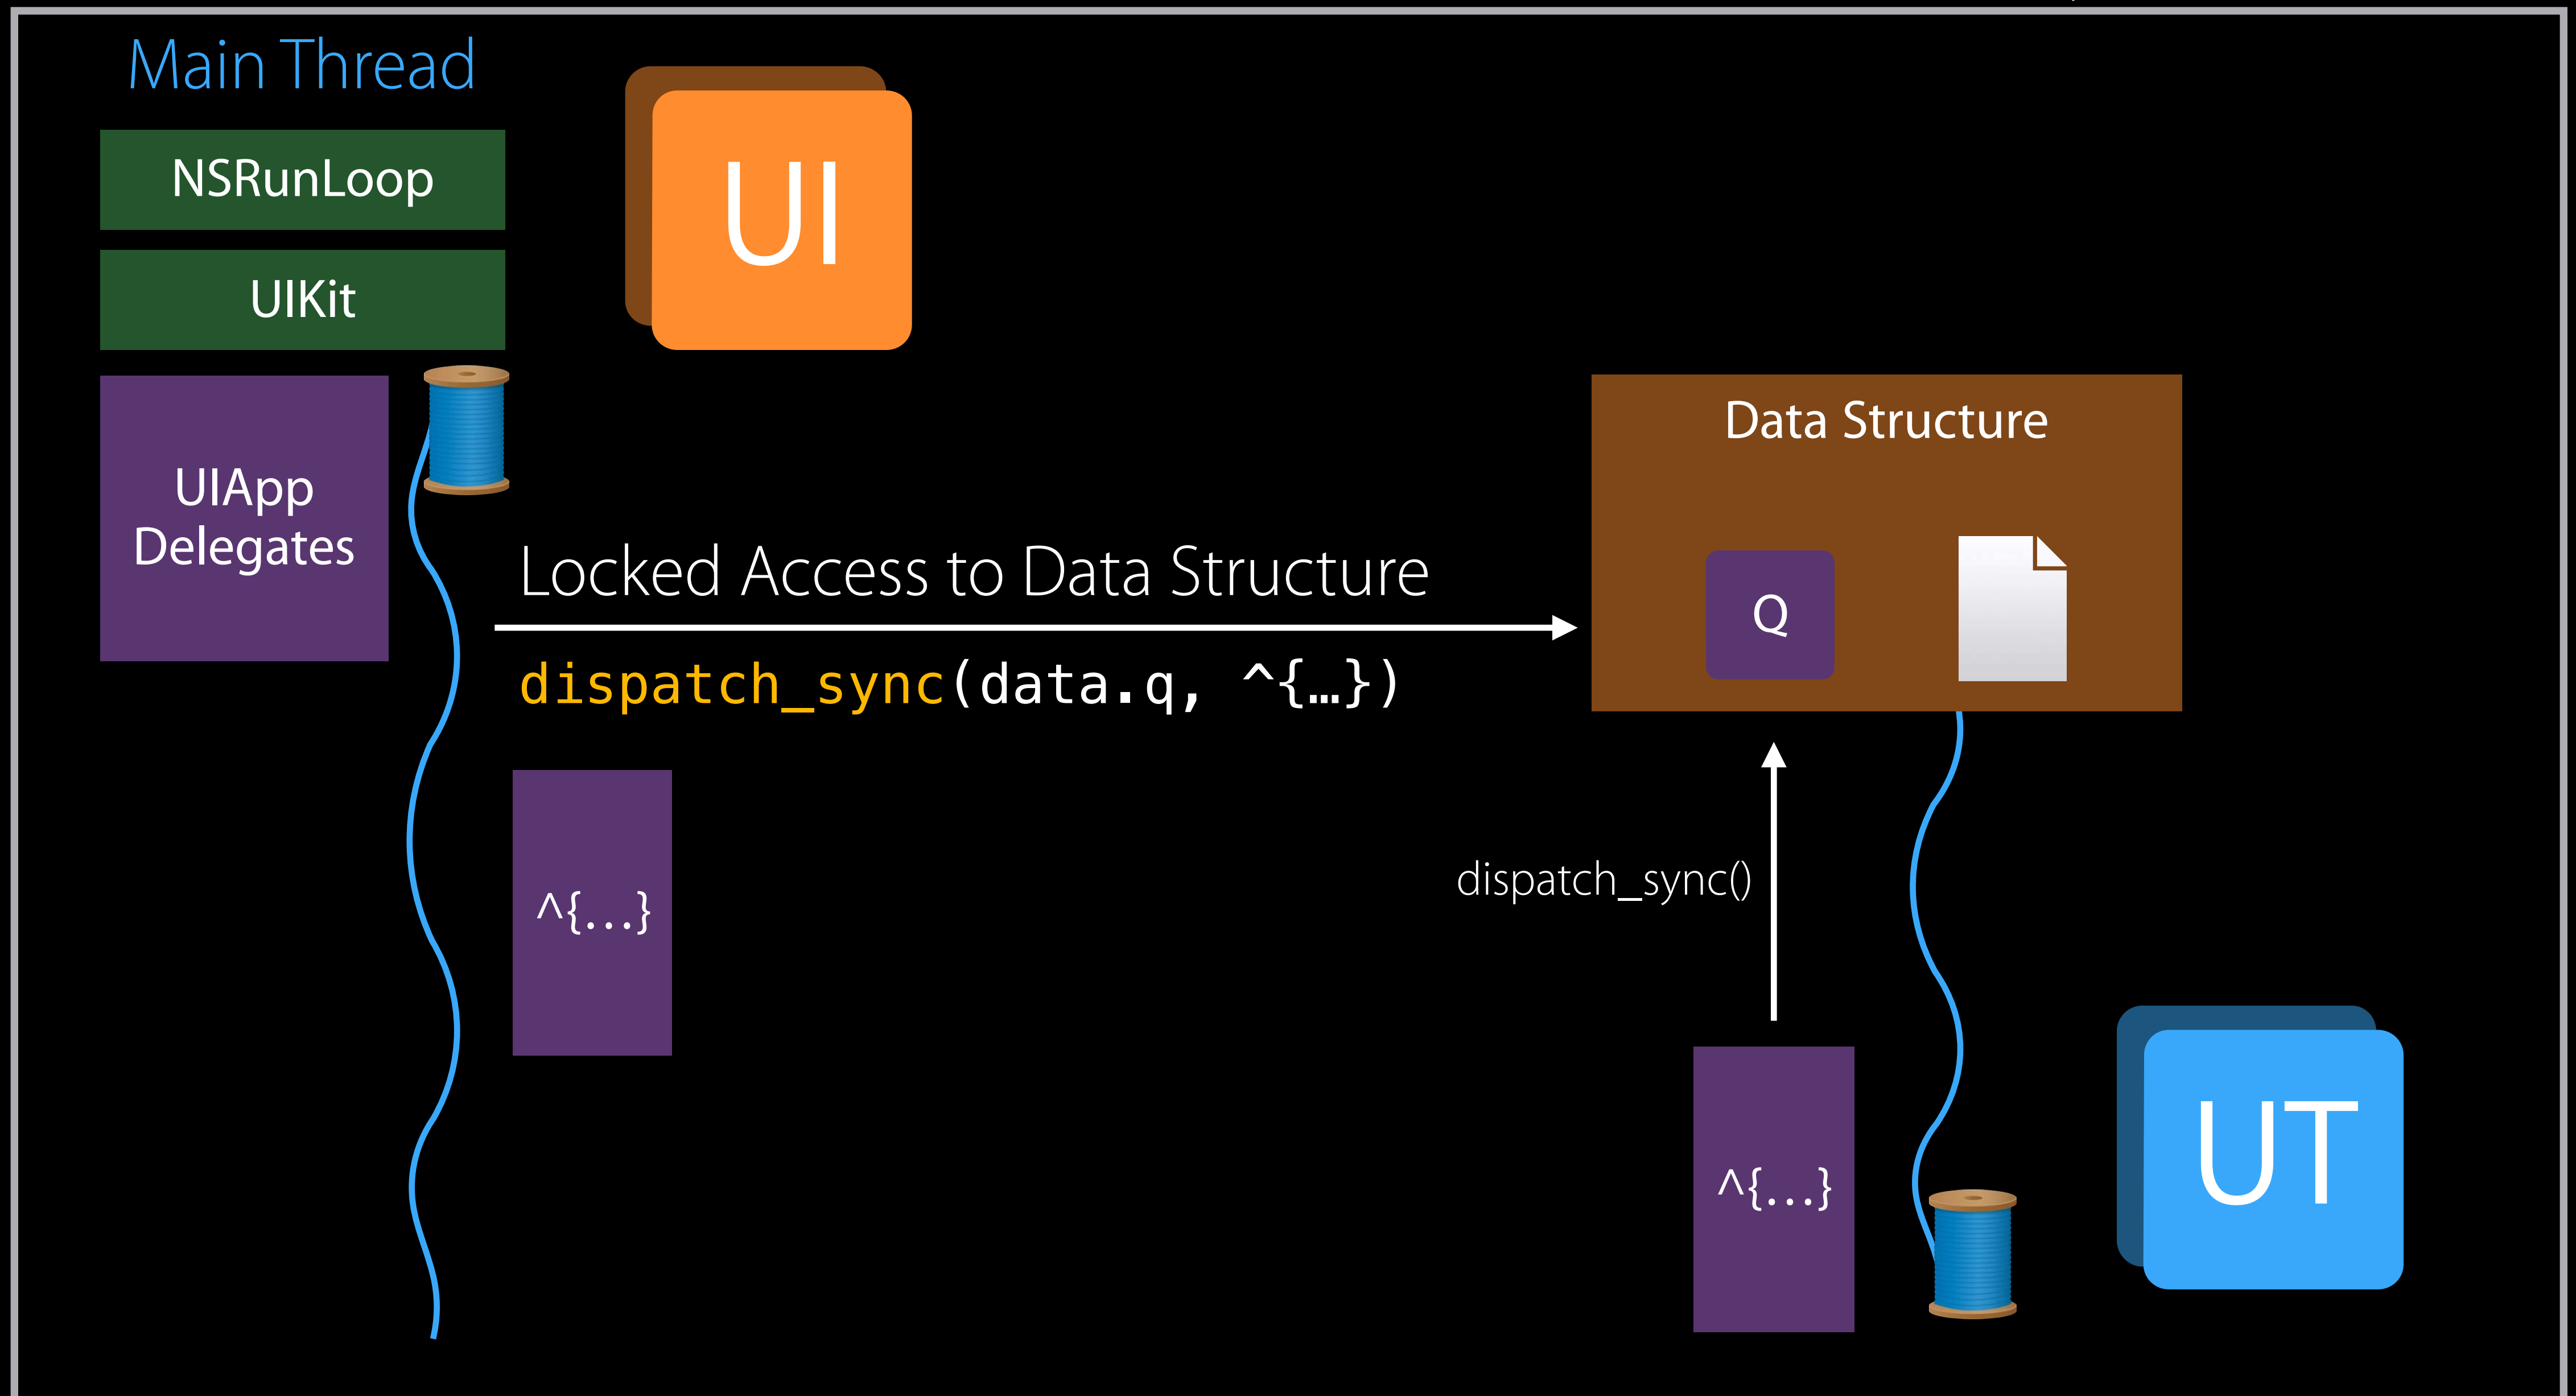 Main Thread
NSRunLoop
UIKit
UIApp
Delegates
UI
Locked Access to Data Structure
dispatch_sync(data.q, ^{…})
^{…}
Data Structure
Q
dispatch_sync()
^{…}
UT